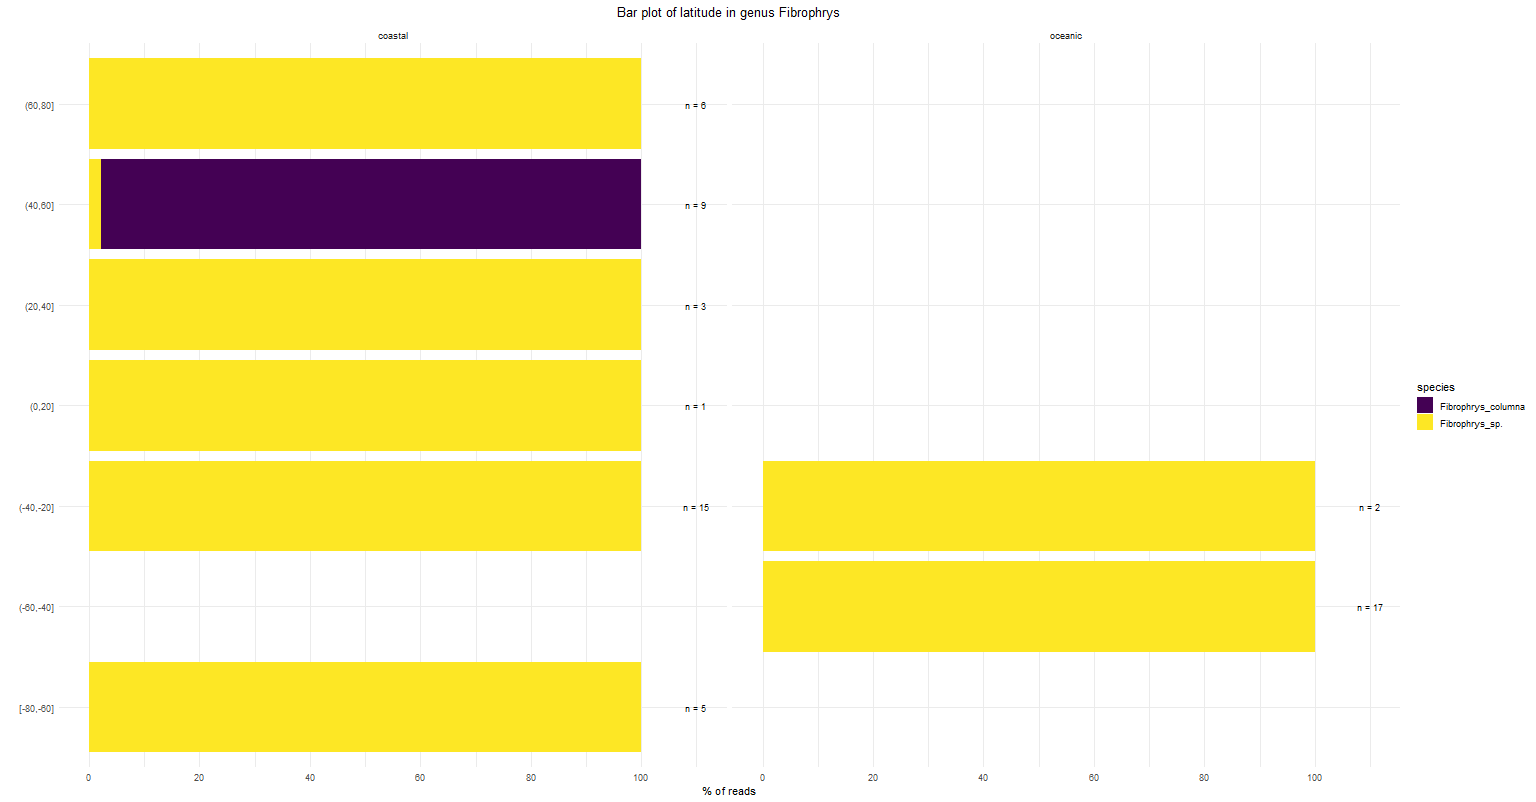 Bar plot of latitude in genus Fibrophrys
coastal
oceanic
(60,80]
n = 6
(40,60]
n = 9
(20,40]
n = 3
(0,20]
n = 1
(-40,-20]
n = 15
n = 2
(-60,-40]
n = 17
[-80,-60]
n = 5
0 20 40 60 80 100
0 20 40 60 80 100
% of reads
species
Fibrophrys_columna
Fibrophrys_sp.